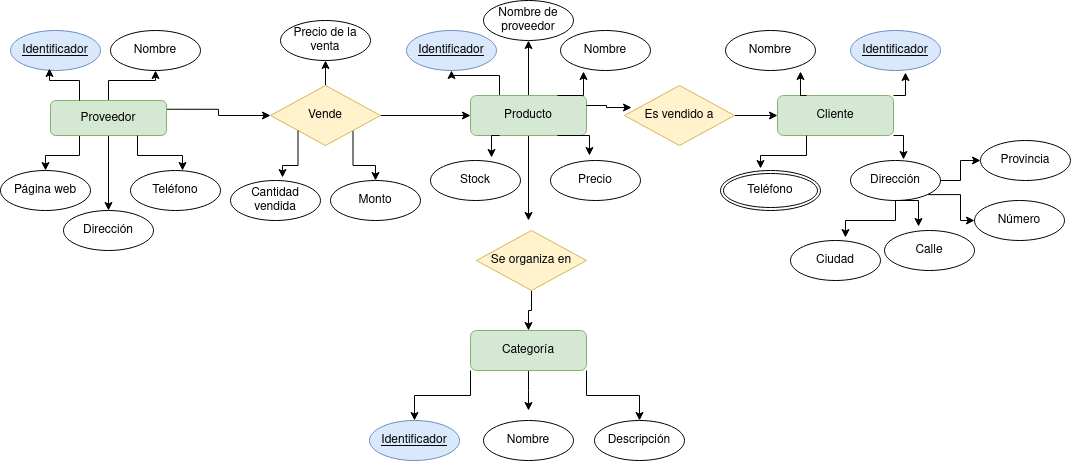 Identificador
Nombre
Precio de la
venta
Identificador
Nombre de
proveedor
Nombre
Nombre
Identificador
Proveedor
Vende
Producto
Es vendido a
Cliente
Página web
Teléfono
Dirección
Cantidad
vendida
Monto
Stock
Precio
Teléfono
Dirección
Provincia
Número
Calle
Ciudad
Se organiza en
Categoría
Identificador
Nombre
Descripción